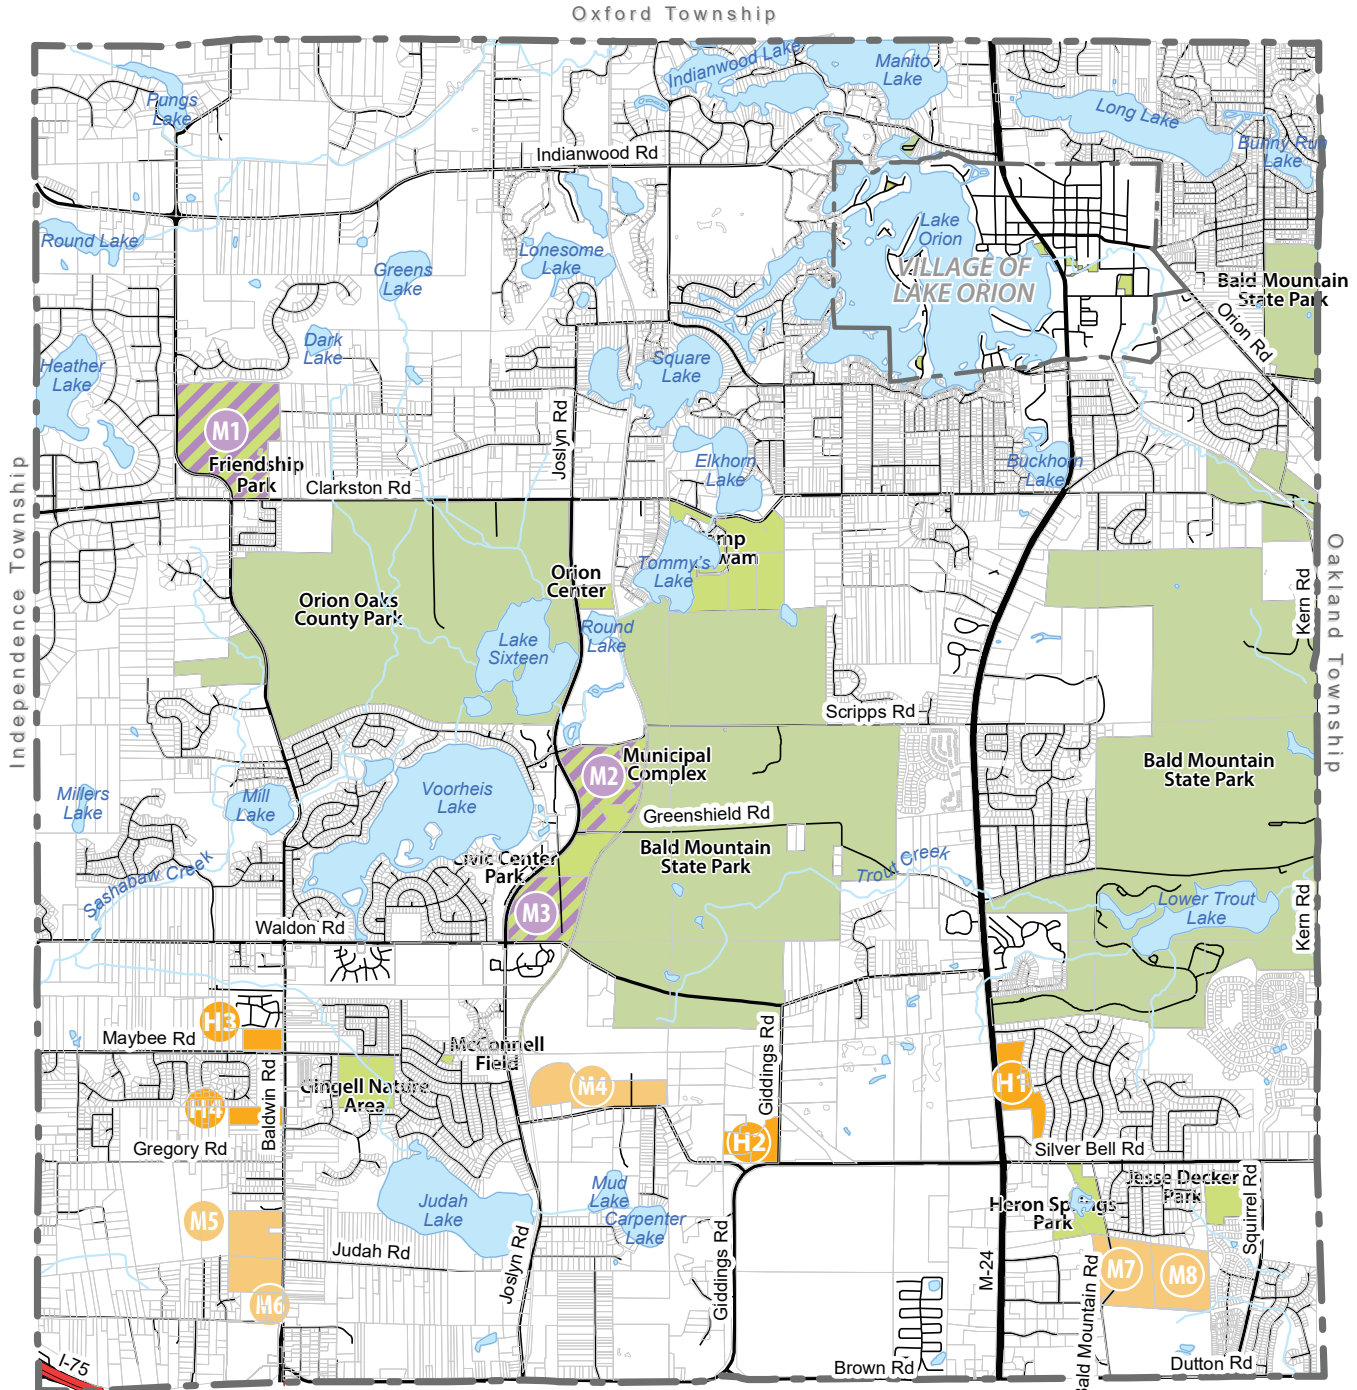 Oxford Township
Indianwood Lake
Manito
Lake
Pungs
Lake
Long Lake
Bunny Run
Lake
Indianwood Rd
Round Lake
Lake
Orion
Lonesome
Lake
Greens
Lake
VILLAGE OF
LAKE ORION
Bald Mountain
State Park
Orion Rd
Dark
Lake
Heather
Lake
Square
Lake
M1
Joslyn Rd
Friendship
Park
Clarkston Rd
Elkhorn
Lake
Buckhorn
Lake
Independence Township
Oakland Township
Tommy's
Lake
Orion
Center
Orion Oaks
County Park
Kern Rd
Lake
Sixteen
Round
Lake
Scripps Rd
Municipal
Complex
M2
Bald Mountain
State Park
Millers
Lake
Mill
Lake
Voorheis
Lake
Greenshield Rd
Bald Mountain
State Park
Civic Center
Park
Trout Creek
Sashabaw Creek
M3
Lower Trout
Lake
Kern Rd
Waldon Rd
H3
Maybee Rd
McConnell
Field
Giddings Rd
H1
M4
Gingell Nature
Area
Baldwin Rd
H4
Gregory Rd
H2
Silver Bell Rd
Jesse Decker
Park
Mud
Lake
Judah
Lake
Carpenter
Lake
Heron Springs
Park
Squirrel Rd
M5
Judah Rd
Joslyn Rd
Giddings Rd
M-24
Bald Mountain Rd
M7
M8
M6
I-75
Brown Rd
Dutton Rd